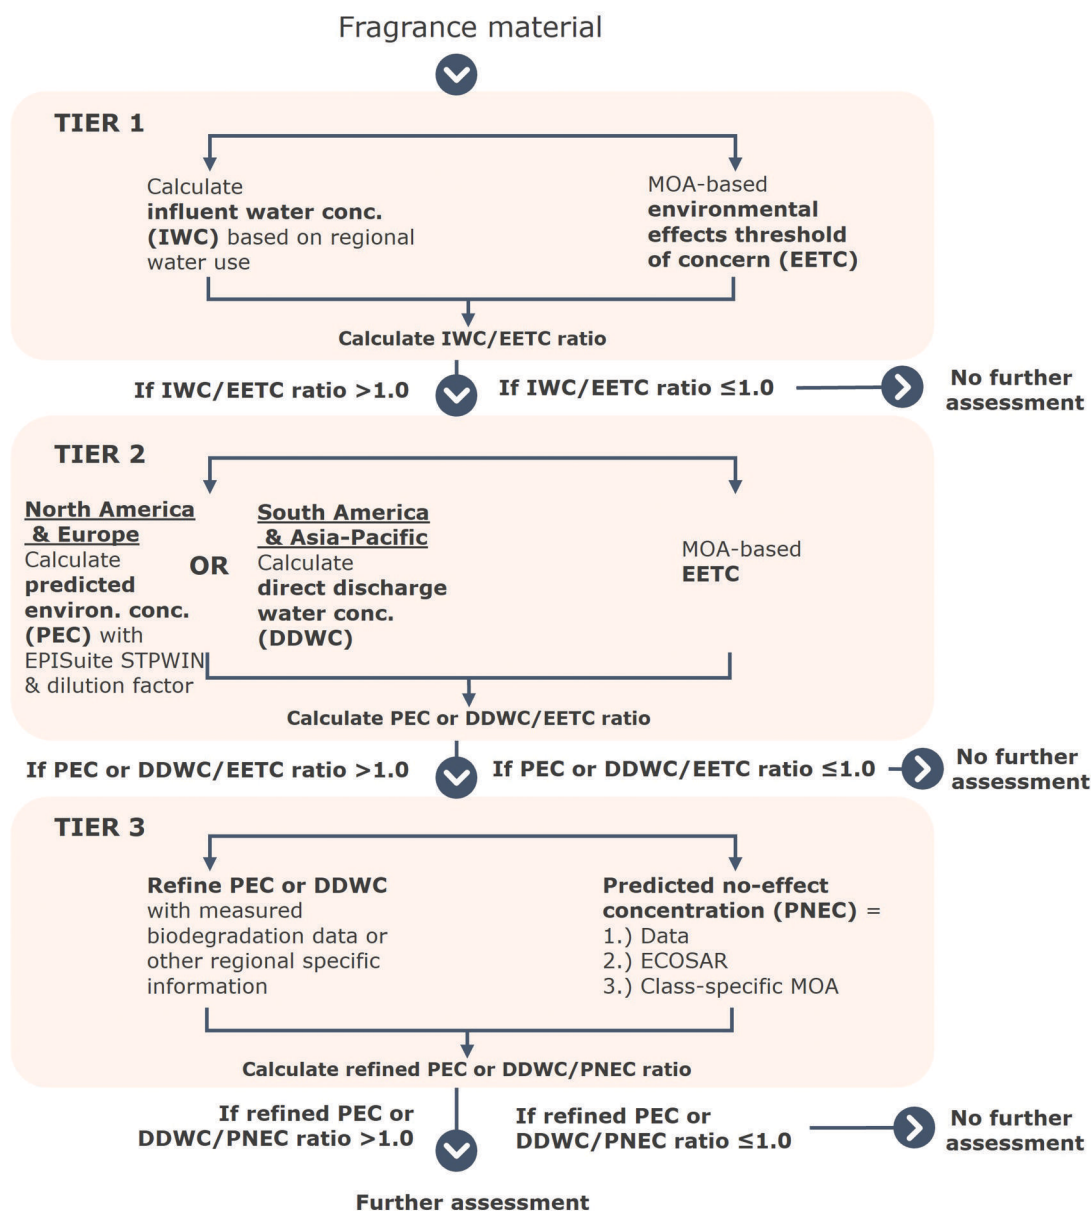 Fragrance material
TIER 1
Calculate
influent water conc.
(IWC) based on regional
water use
MOA-based
environmental
effects threshold
of concern (EETC)
Calculate IWC/EETC ratio
If IWC/EETC ratio >1.0
If IWC/EETC ratio ≤1.0
No further
assessment
TIER 2
North America
& Europe
Calculate
predicted
environ. conc.
(PEC) with
EPISuite STPWIN
& dilution factor
OR
South America
& Asia-Pacific
Calculate
direct discharge
water conc.
(DDWC)
MOA-based
EETC
Calculate PEC or DDWC/EETC ratio
If PEC or DDWC/EETC ratio >1.0
If PEC or DDWC/EETC ratio ≤1.0
No further
assessment
TIER 3
Refine PEC or DDWC
with measured
biodegradation data or
other regional specific
information
Predicted no-effect
concentration (PNEC) =
1.) Data
2.) ECOSAR
3.) Class-specific MOA
Calculate refined PEC or DDWC/PNEC ratio
If refined PEC or
DDWC/PNEC ratio >1.0
If refined PEC or
DDWC/PNEC ratio ≤1.0
No further
assessment
Further assessment